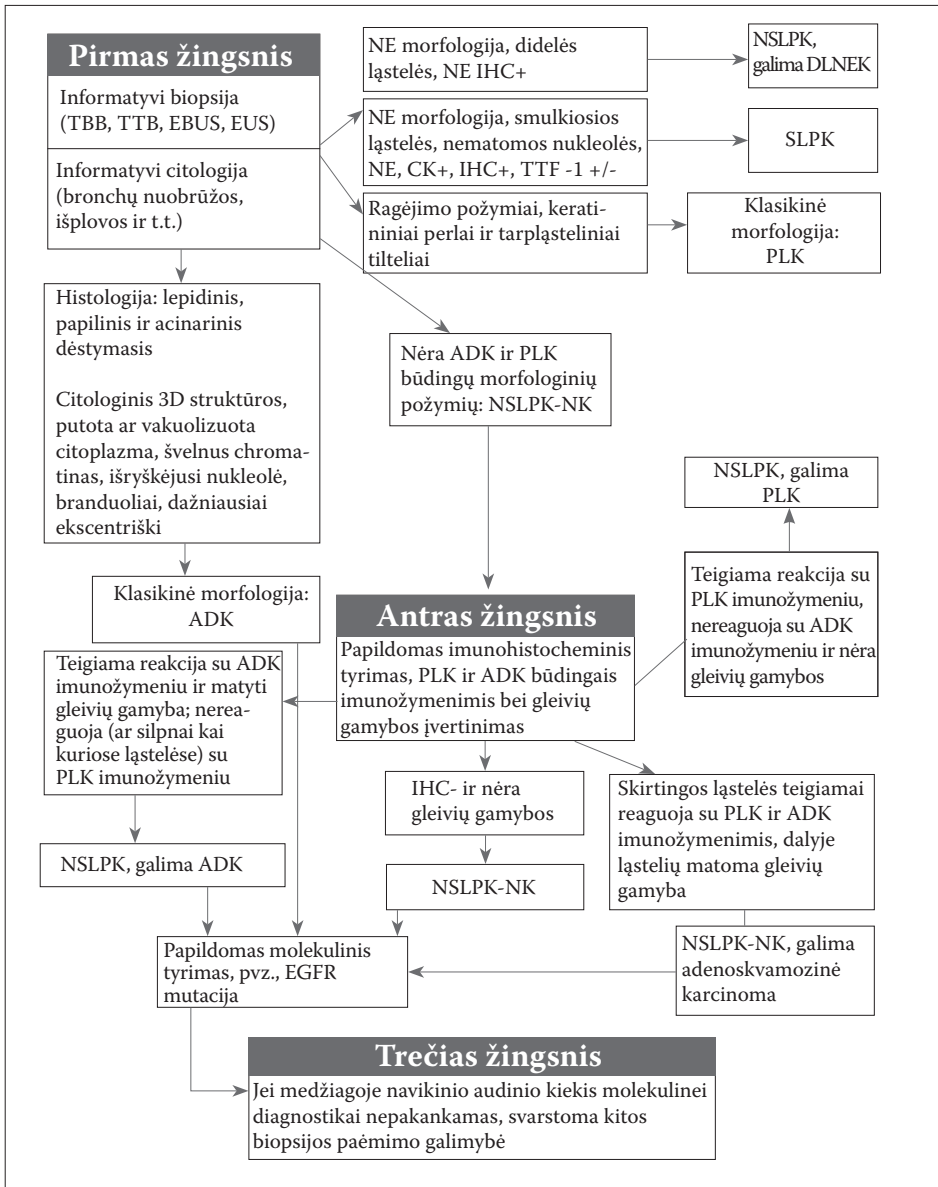 Pirmas žingsnis
Informatyvi biopsija
(TBB, TTB, EBUS, EUS)
Informatyvi citologija
(bronchų nuobrūžos,
išplovos ir t.t.)
NE morfologija, didelės
ląstelės, NE IHC+
NSLPK,
galima DLNEK
NE morfologija, smulkiosios
ląstelės, nematomos nukleolės,
NE, CK+, IHC+, TTF -1 +/-
SLPK
Ragėjimo požymiai, kerati-
niniai perlai ir tarpląsteliniai
tilteliai
Klasikinė
morfologija:
PLK
Histologija: lepidinis,
papilinis ir acinarinis
dėstymasis
Citologinis 3D struktūros,
putota ar vakuolizuota
citoplazma, švelnus chroma-
tinas, išryškėjusi nukleolė,
branduoliai, dažniausiai
ekscentriški
Nėra ADK ir PLK
būdingų morfologinių
požymių: NSLPK-NK
Klasikinė morfologija:
ADK
NSLPK, galima
PLK
Teigiama reakcija su
PLK imunožymeniu,
nereaguoja su ADK
imunožymeniu ir nėra
gleivių gamybos
Antras žingsnis
Papildomas imunohistocheminis
tyrimas, PLK ir ADK būdingais
imunožymenimis bei gleivių
gamybos įvertinimas
Teigiama reakcija su ADK
imunožymeniu ir matyti
gleivių gamyba; nerea-
guoja (ar silpnai kai
kuriose ląstelėse) su
PLK imunožymeniu
IHC- ir nėra
gleivių gamybos
Skirtingos ląstelės teigiamai
reaguoja su PLK ir ADK
imunožymenimis, dalyje
ląstelių matoma gleivių
gamyba
NSLPK, galima ADK
NSLPK-NK
NSLPK-NK, galima
adenoskvamozinė
karcinoma
Papildomas molekulinis
tyrimas, pvz., EGFR
mutacija
Trečias žingsnis
Jei medžiagoje navikinio audinio kiekis molekulinei
diagnostikai nepakankamas, svarstoma kitos
biopsijos paėmimo galimybė